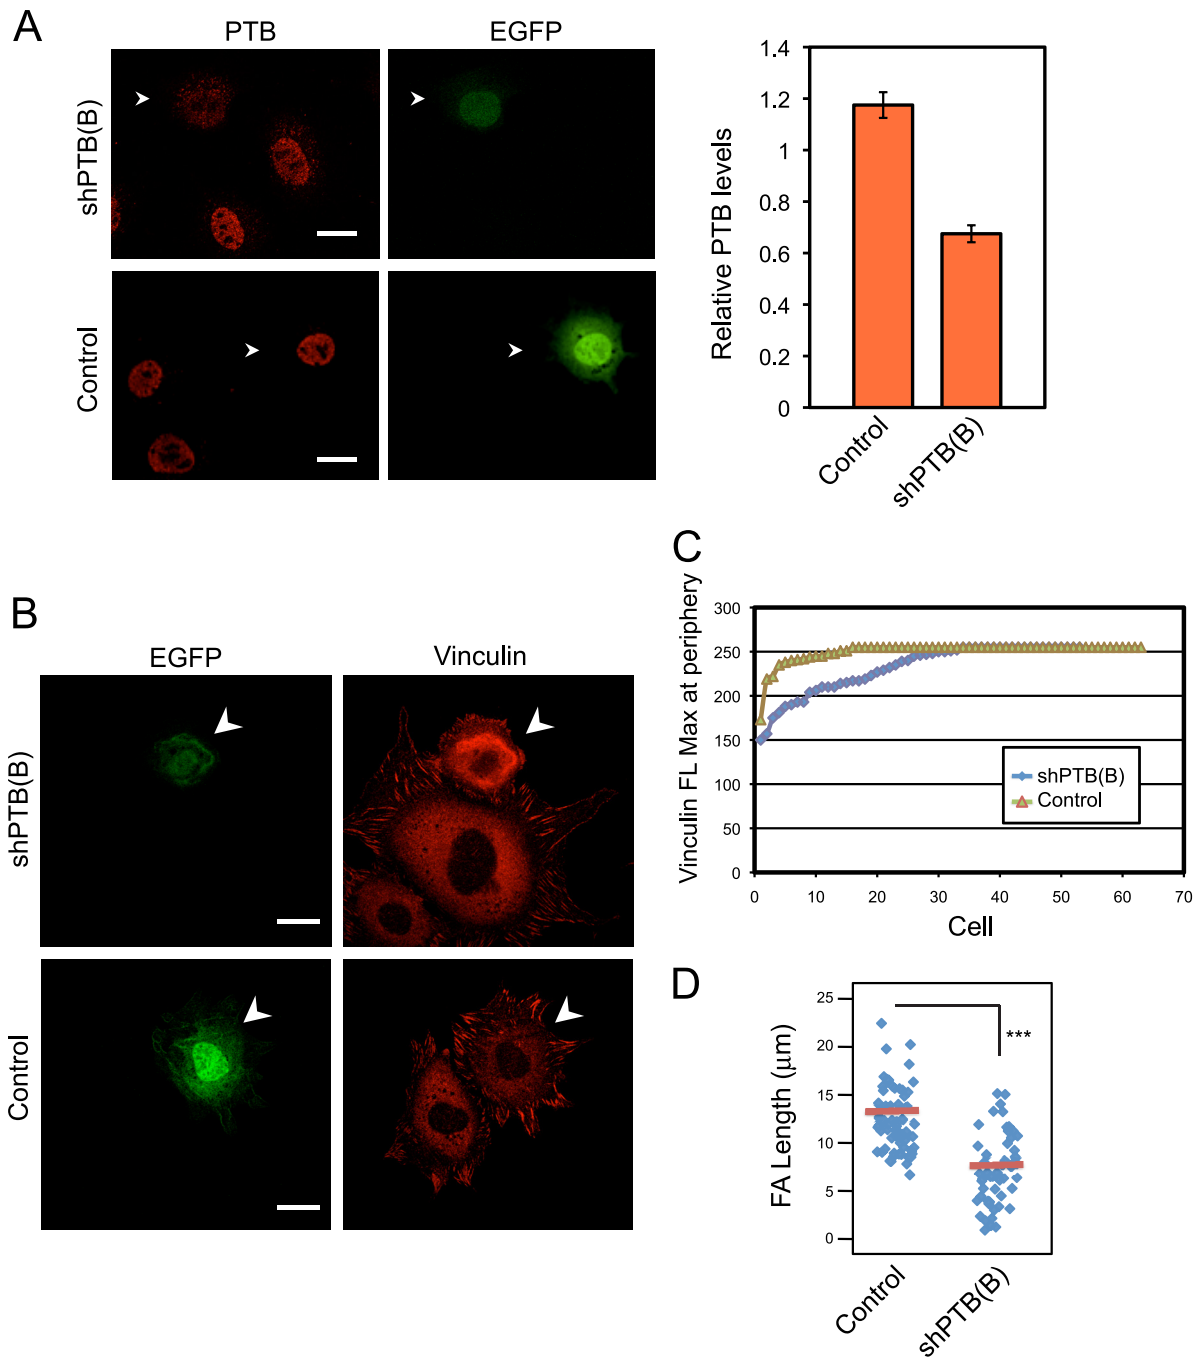 A
PTB
EGFP
shPTB(B)
Control
1.4
1.2
1
0.8
0.6
0.4
0.2
0
Relative PTB levels
Control
shPTB(B)
B
EGFP
Vinculin
shPTB(B)
Control
C
300
250
200
150
100
50
0
Vinculin FL Max at periphery
0 10 20 30 40 50 60 70
Cell
shPTB(B)
Control
D
25
20
15
10
5
0
FA Length (μm)
***
Control
shPTB(B)